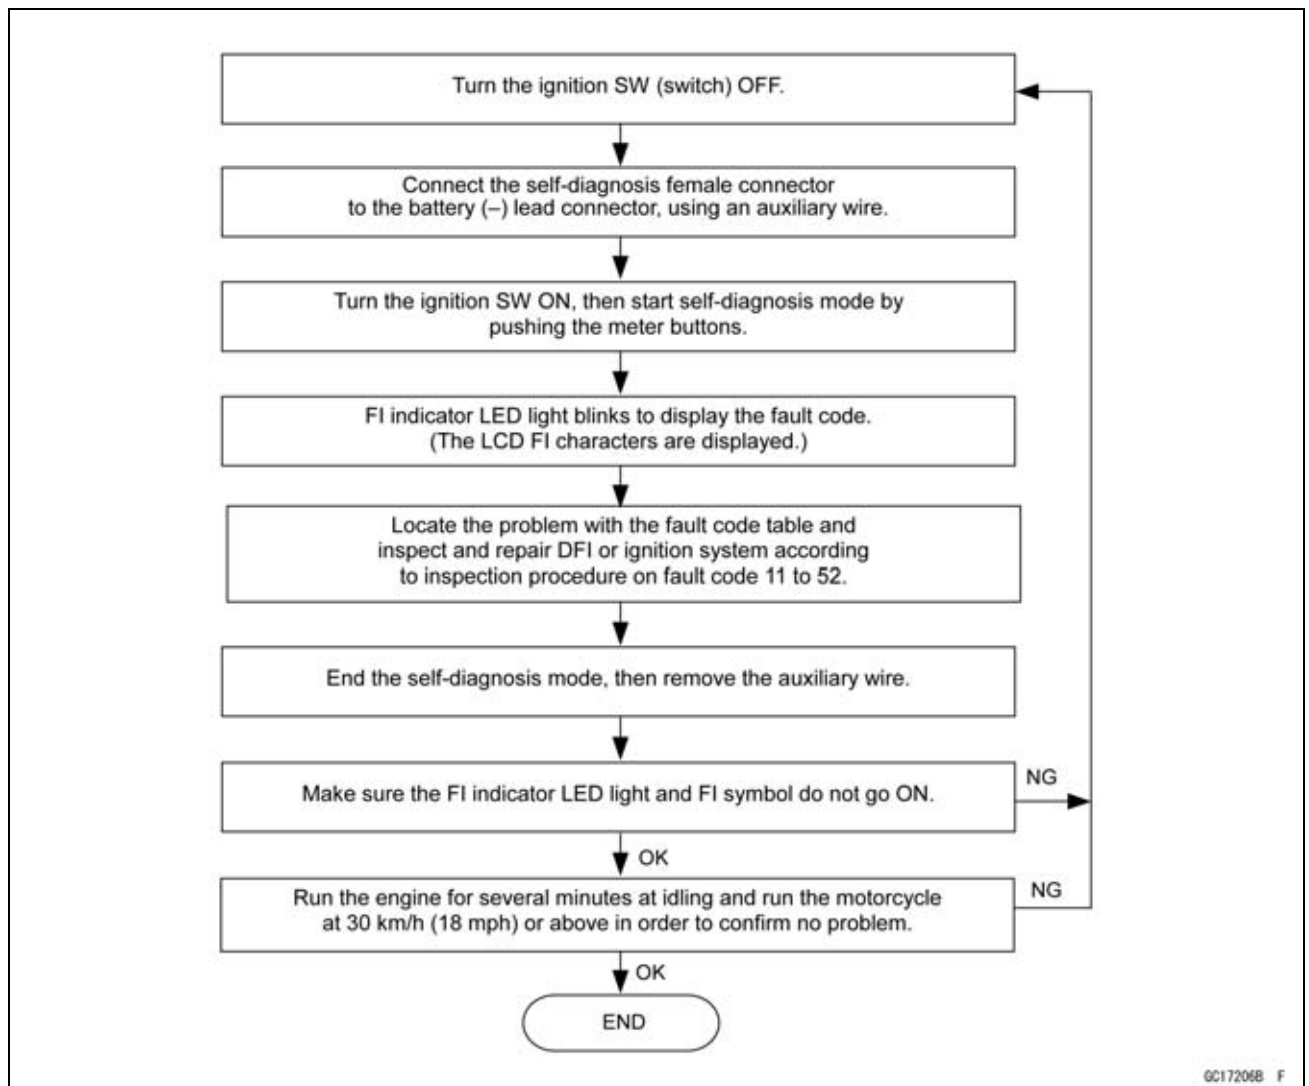 Turn the ignition SW (switch) OFF.
Connect the self-diagnosis female connector
to the battery (–) lead connector, using an auxiliary wire.
Turn the ignition SW ON, then start self-diagnosis mode by
pushing the meter buttons.
FI indicator LED light blinks to display the fault code.
(The LCD FI characters are displayed.)
Locate the problem with the fault code table and
inspect and repair DFI or ignition system according
to inspection procedure on fault code 11 to 52.
End the self-diagnosis mode, then remove the auxiliary wire.
Make sure the FI indicator LED light and FI symbol do not go ON.
NG
OK
Run the engine for several minutes at idling and run the motorcycle
at 30 km/h (18 mph) or above in order to confirm no problem.
NG
OK
END
GC17206B F